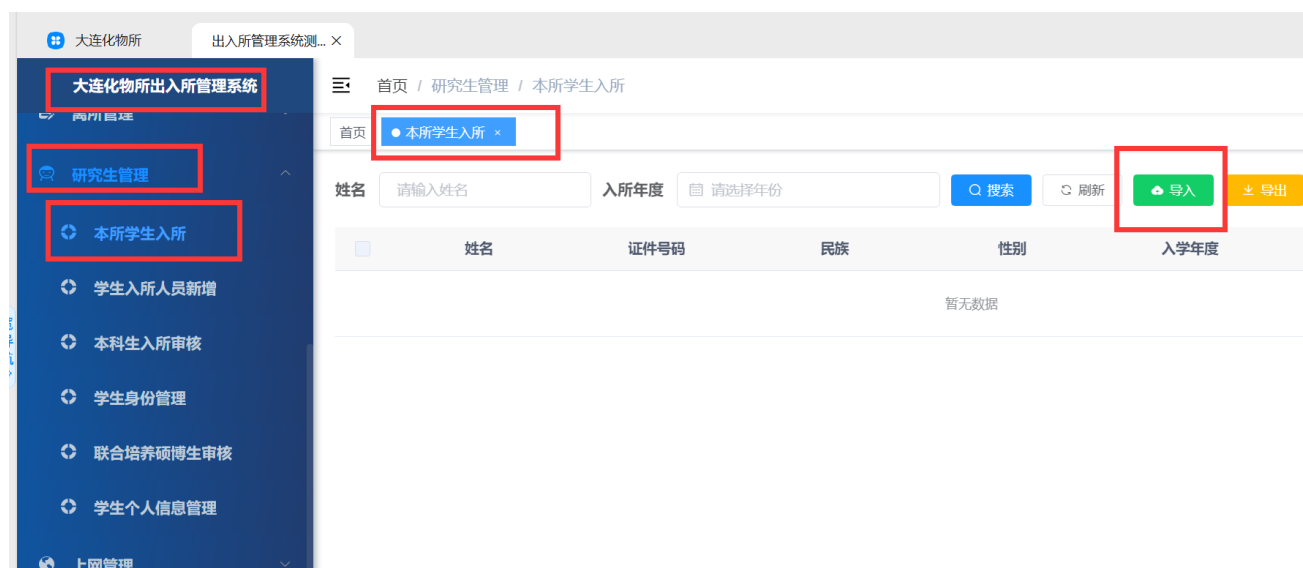 大连化物所 出入所管理系统测...
大连化物所出入所管理系统
首页 / 研究生管理 / 本所学生入所
离所管理
首页 本所学生入所 ×
研究生管理
姓名 请输入姓名 入所年度 请选择年份 搜索 刷新 导入 导出
本所学生入所
姓名 证件号码 民族 性别 入学年度
学生入所人员新增
暂无数据
本科生入所审核
学生身份管理
联合培养硕博生审核
学生个人信息管理
上网管理